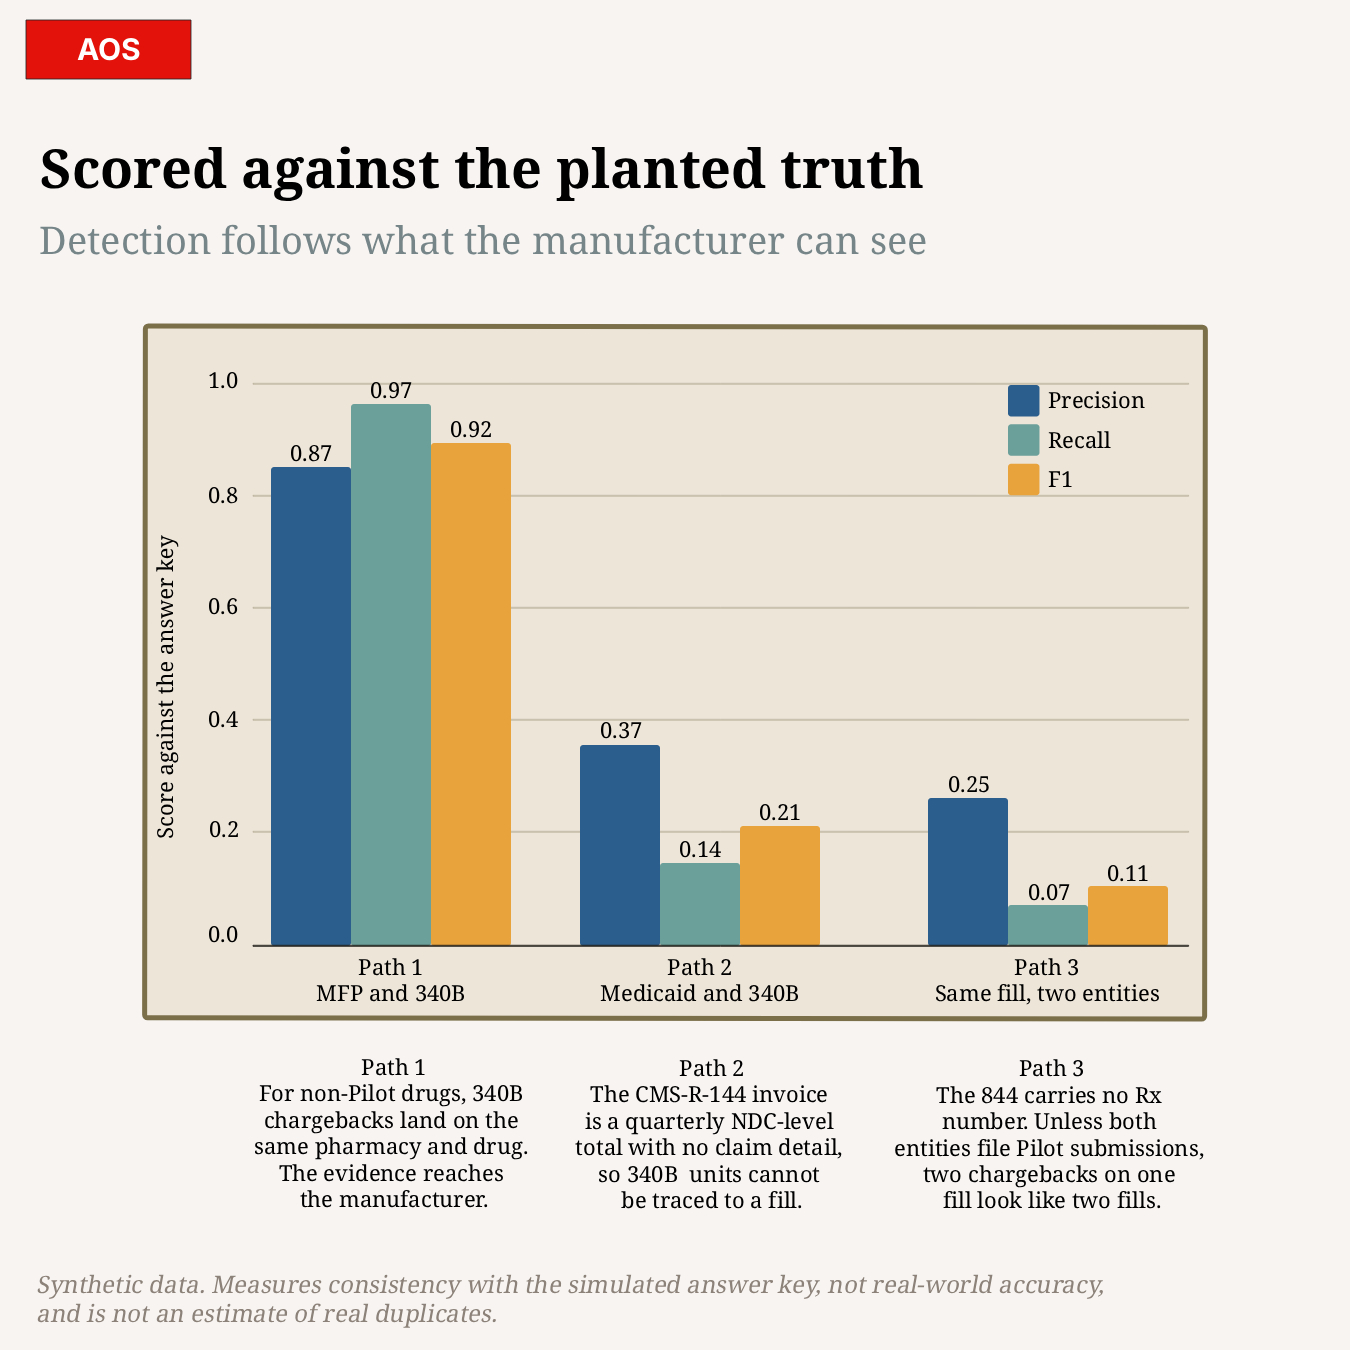 AOS
Scored against the planted truth
Detection follows what the manufacturer can see
1.0
0.8
0.6
0.4
0.2
0.0
Score against the answer key
0.87
0.97
0.92
0.37
0.14
0.21
0.25
0.07
0.11
Precision
Recall
F1
Path 1
MFP and 340B
Path 2
Medicaid and 340B
Path 3
Same fill, two entities
Path 1
For non-Pilot drugs, 340B
chargebacks land on the
same pharmacy and drug.
The evidence reaches
the manufacturer.
Path 2
The CMS-R-144 invoice
is a quarterly NDC-level
total with no claim detail,
so 340B  units cannot
be traced to a fill.
Path 3
The 844 carries no Rx
number. Unless both
entities file Pilot submissions,
two chargebacks on one
fill look like two fills.
Synthetic data. Measures consistency with the simulated answer key, not real-world accuracy,
and is not an estimate of real duplicates.